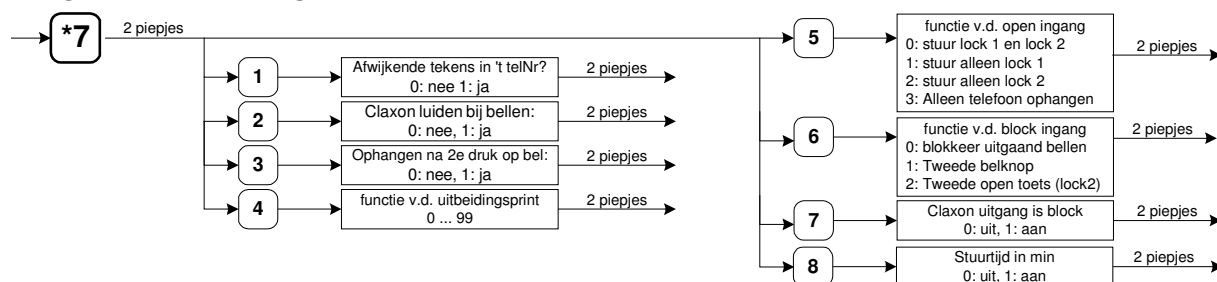 *7
2 piepjes
1
Afwijkende tekens in 't telNr?
0: nee 1: ja
2 piepjes
2
Claxon luiden bij bellen:
0: nee, 1: ja
2 piepjes
3
Ophangen na 2e druk op bel:
0: nee, 1: ja
2 piepjes
4
functie v.d. uitbeidingsprint
0 ... 99
2 piepjes
5
functie v.d. open ingang
0: stuur lock 1 en lock 2
1: stuur alleen lock 1
2: stuur alleen lock 2
3: Alleen telefoon ophangen
2 piepjes
6
functie v.d. block ingang
0: blokkeer uitgaand bellen
1: Tweede belknop
2: Tweede open toets (lock2)
2 piepjes
7
Claxon uitgang is block
0: uit, 1: aan
2 piepjes
8
Stuurtijd in min
0: uit, 1: aan
2 piepjes